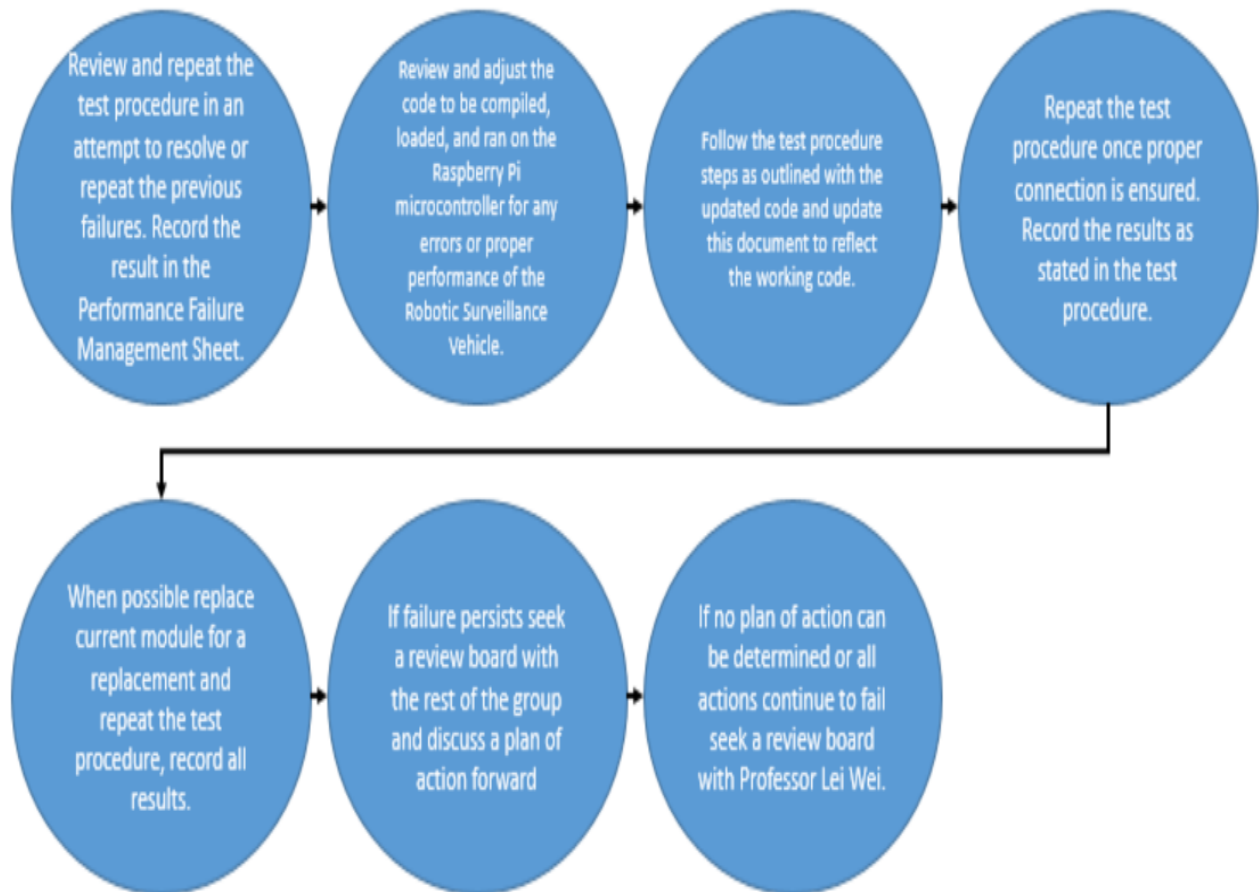 Review and repeat the
test procedure in an
attempt to resolve or
repeat the previous
failures. Record the
result in the
Performance Failure
Management Sheet.
Review and adjust the
code to be compiled,
loaded, and ran on the
Raspberry Pi
microcontroller for any
errors or proper
performance of the
Robotic Surveillance
Vehicle.
Follow the test procedure
steps as outlined with the
updated code and update
this document to reflect
the working code.
Repeat the test
procedure once proper
connection is ensured.
Record the results as
stated in the test
procedure.
When possible replace
current module for a
replacement and
repeat the test
procedure, record all
results.
If failure persists seek
a review board with
the rest of the group
and discuss a plan of
action forward
If no plan of action can
be determined or all
actions continue to fail
seek a review board
with Professor Lei Wei.